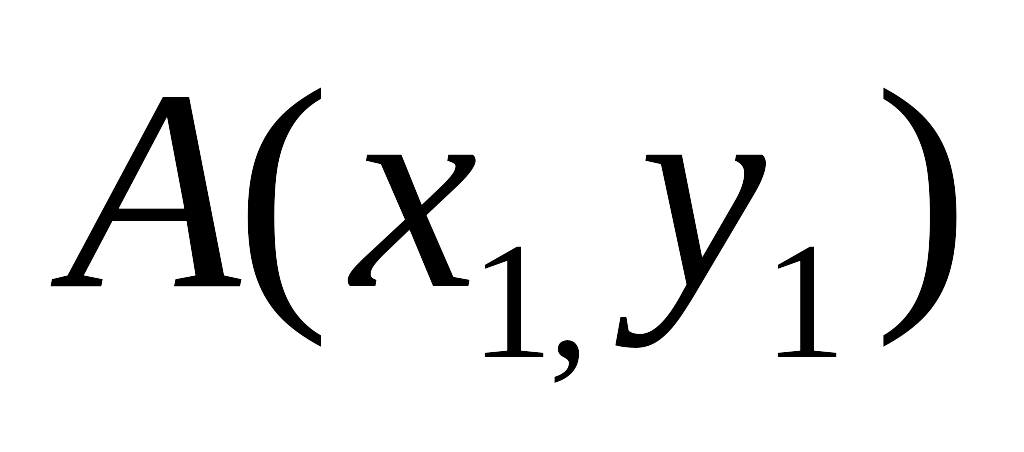 A(x₁, y₁)